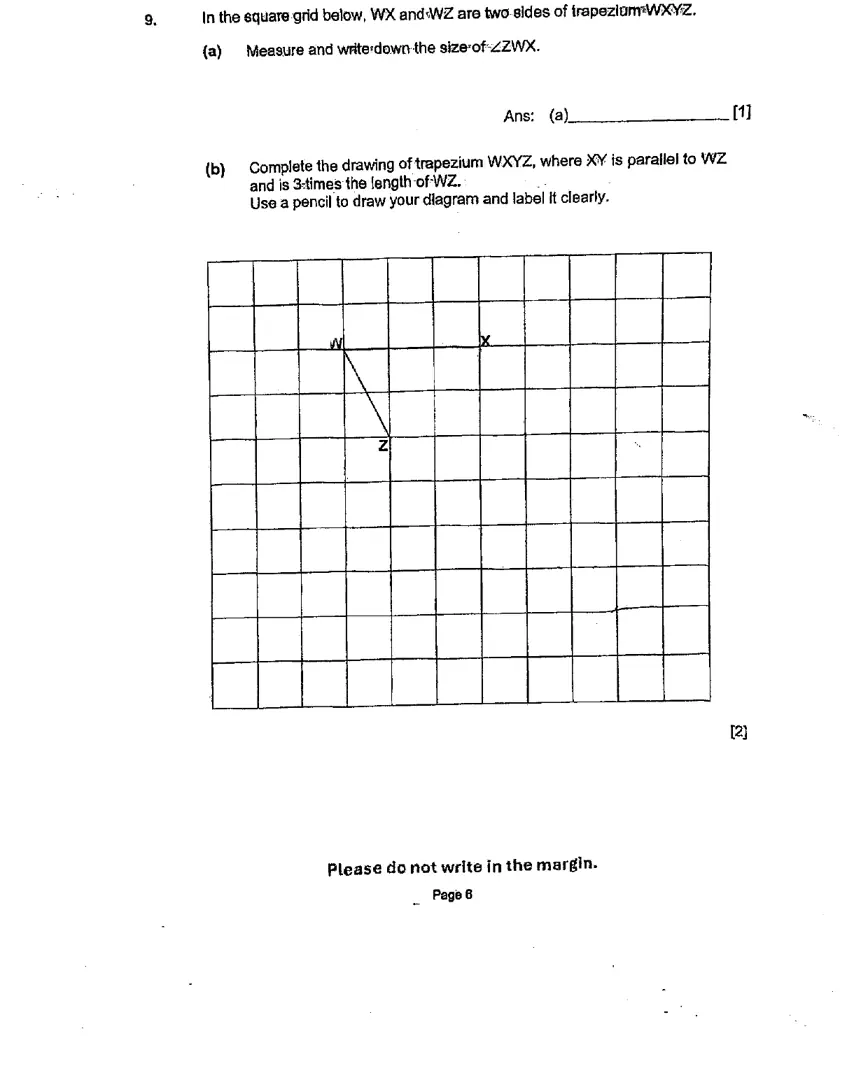 9. In the square grid below, WX and WZ are two sides of trapezium WXYZ.
(a) Measure and write down the size of ∠ZWX.
Ans: (a)__________________ [1]
(b) Complete the drawing of trapezium WXYZ, where XY is parallel to WZ
and is 3 times the length of WZ.
Use a pencil to draw your diagram and label it clearly.
W X
Z
[2]
Please do not write in the margin.
Page 6